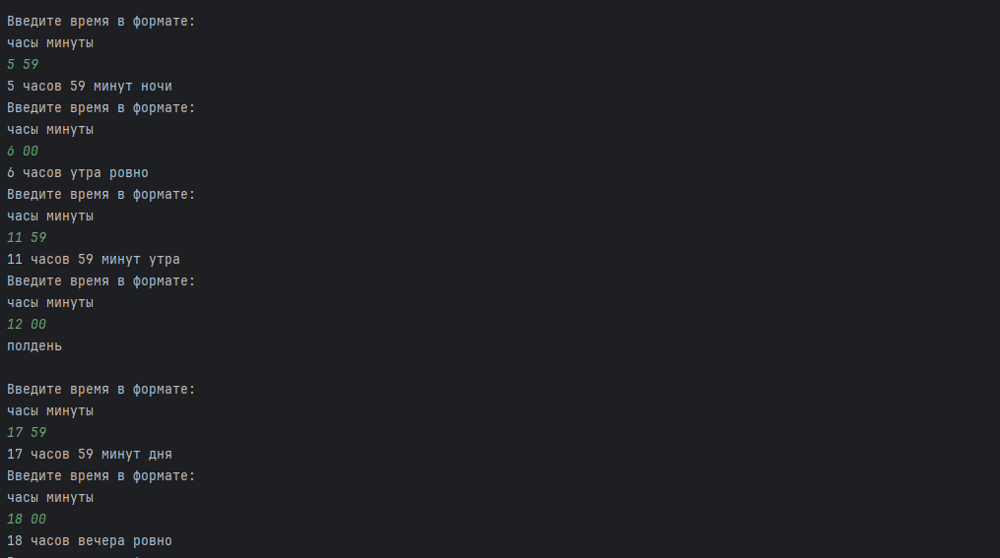 Введите время в формате:
часы минуты
5 59
5 часов 59 минут ночи
Введите время в формате:
часы минуты
6 00
6 часов утра ровно
Введите время в формате:
часы минуты
11 59
11 часов 59 минут утра
Введите время в формате:
часы минуты
12 00
полдень
Введите время в формате:
часы минуты
17 59
17 часов 59 минут дня
Введите время в формате:
часы минуты
18 00
18 часов вечера ровно